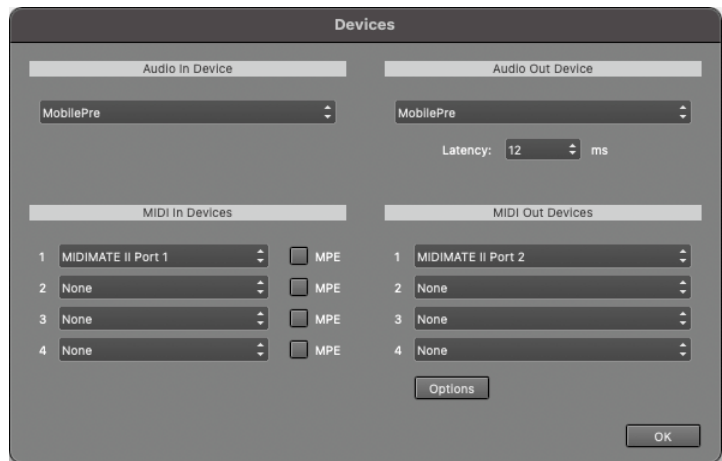 Devices
Audio In Device
MobilePre
Audio Out Device
MobilePre
Latency: 12 ms
MIDI In Devices
1 MIDIMATE II Port 1 MPE
2 None MPE
3 None MPE
4 None MPE
MIDI Out Devices
1 MIDIMATE II Port 2
2 None
3 None
4 None
Options
OK